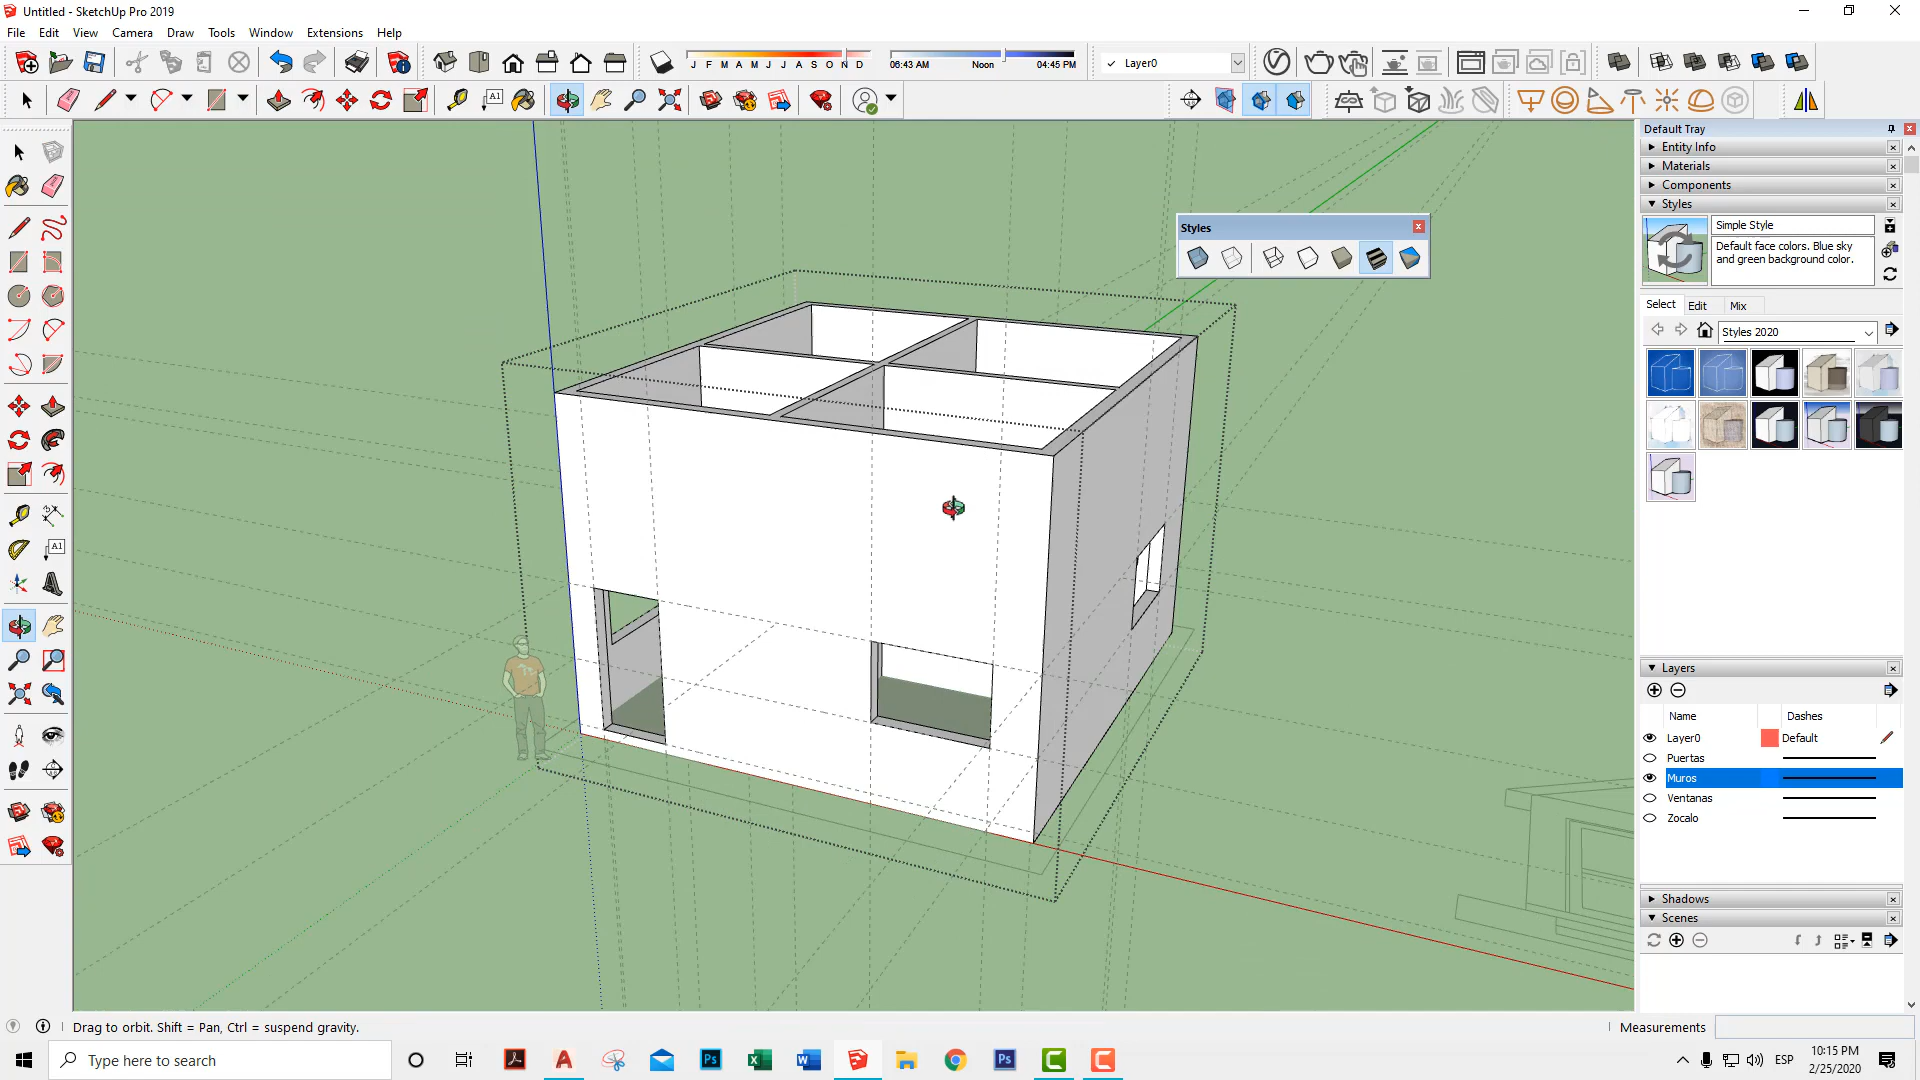 Untitled - SketchUp Pro 2019
File Edit View Camera Draw Tools Window Extensions Help
J F M A M J J A S O N D
06:43 AM Noon 04:45 PM
Layer0
A1
Default Tray
Entity Info
Materials
Components
Styles
Simple Style
Default face colors. Blue sky
and green background color.
Select Edit Mix
Styles 2020
Styles
A1
Layers
Name Dashes
Layer0 Default
Puertas
Muros
Ventanas
Zocalo
Shadows
Scenes
Drag to orbit. Shift = Pan, Ctrl = suspend gravity.
Measurements
Type here to search
ESP
10:15 PM
2/25/2020